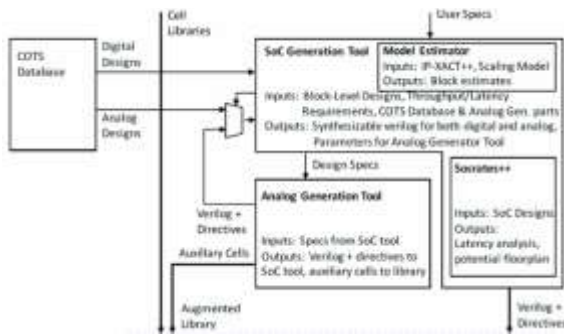 Cell
Libraries
User Specs
COTS
Database
Digital
Designs
Analog
Designs
SoC Generation Tool
Model Estimator
Inputs: IP-XACT++, Scaling Model
Outputs: Block estimates
Inputs: Block-Level Designs, Throughput/Latency
Requirements, COTS Database & Analog Gen. parts
Outputs: Synthesizable verilog for both digital and analog,
Parameters for Analog Generator Tool
Design Specs
Socrates++
Inputs: SoC Designs
Outputs:
Latency analysis,
potential floorplan
Analog Generation Tool
Inputs: Specs from SoC tool
Outputs: Verilog + directives to
SoC tool, auxiliary cells to library
Verilog +
Directives
Auxiliary Cells
Augmented
Library
Verilog +
Directives